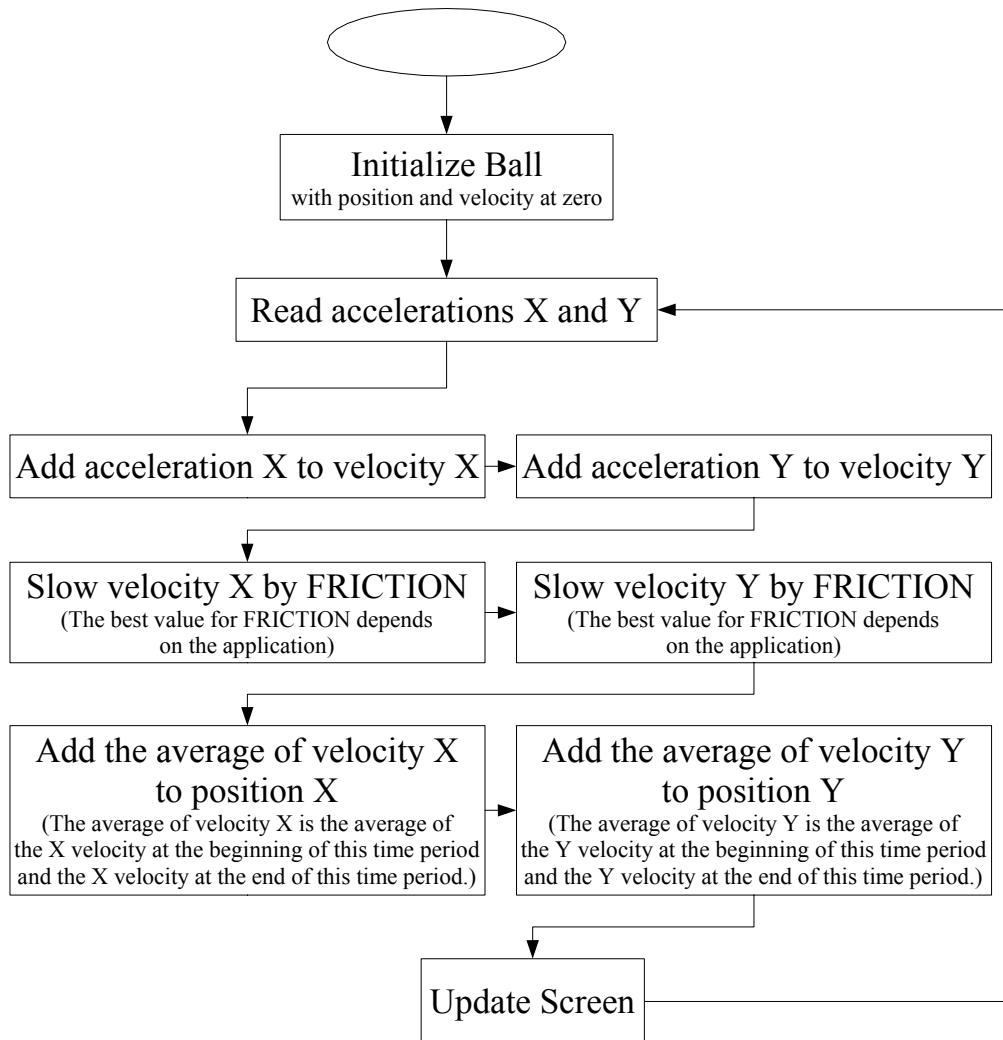 Initialize Ball
with position and velocity at zero
Read accelerations X and Y
Add acceleration X to velocity X
Add acceleration Y to velocity Y
Slow velocity X by FRICTION
(The best value for FRICTION depends
on the application)
Slow velocity Y by FRICTION
(The best value for FRICTION depends
on the application)
Add the average of velocity X
to position X
(The average of velocity X is the average of
the X velocity at the beginning of this time period
and the X velocity at the end of this time period.)
Add the average of velocity Y
to position Y
(The average of velocity Y is the average of
the Y velocity at the beginning of this time period
and the Y velocity at the end of this time period.)
Update Screen